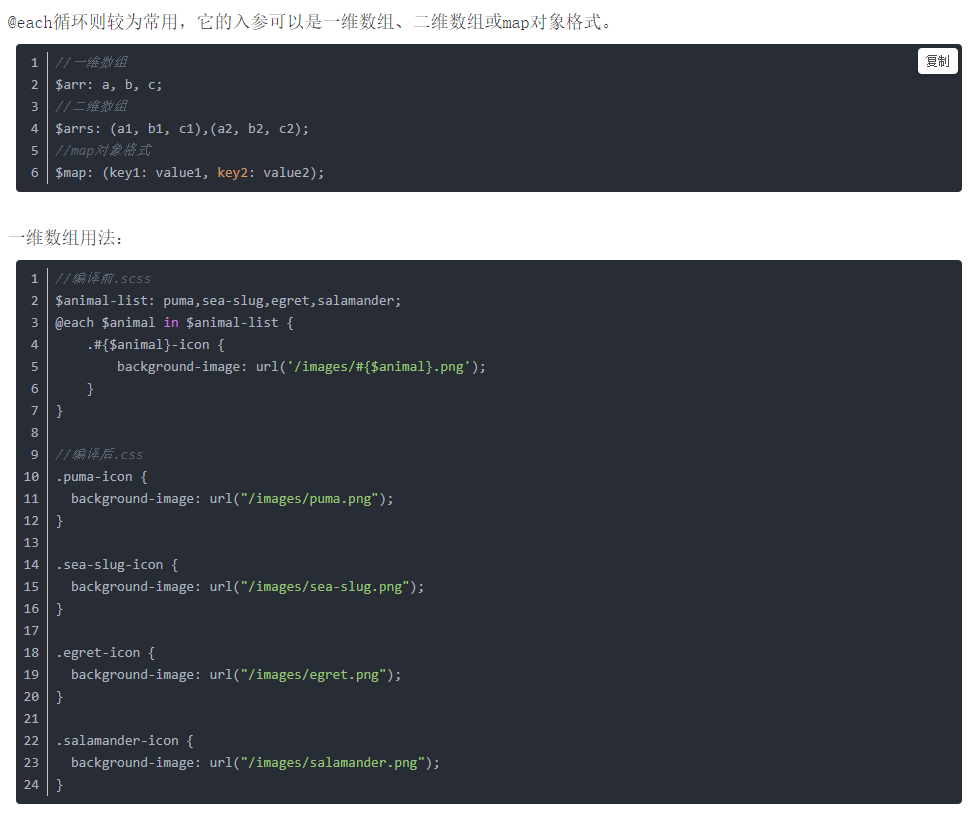 @each循环则较为常用，它的入参可以是一维数组、二维数组或map对象格式。
复制
1 //一维数组
2 $arr: a, b, c;
3 //二维数组
4 $arrs: (a1, b1, c1),(a2, b2, c2);
5 //map对象格式
6 $map: (key1: value1, key2: value2);
一维数组用法：
1 //编译前.scss
2 $animal-list: puma,sea-slug,egret,salamander;
3 @each $animal in $animal-list {
4     .#{$animal}-icon {
5         background-image: url('/images/#{$animal}.png');
6     }
7 }
8
9 //编译后.css
10 .puma-icon {
11   background-image: url("/images/puma.png");
12 }
13
14 .sea-slug-icon {
15   background-image: url("/images/sea-slug.png");
16 }
17
18 .egret-icon {
19   background-image: url("/images/egret.png");
20 }
21
22 .salamander-icon {
23   background-image: url("/images/salamander.png");
24 }